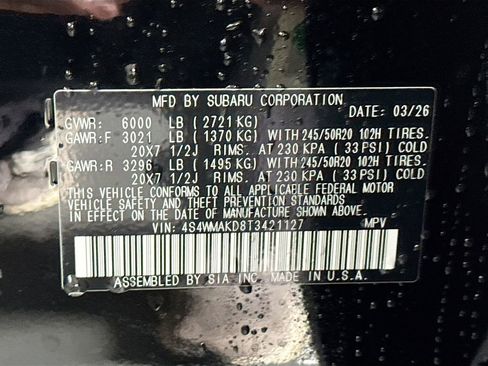 MFD BY SUBARU CORPORATION
DATE: 03/26
GVWR: 6000 LB ( 2721 KG)
GAWR:F 3021 LB ( 1370 KG) WITH 245/50R20 102H TIRES.
20X7 1/2J RIMS. AT 230 KPA ( 33 PSI) COLD
GAWR:R 3296 LB ( 1495 KG) WITH 245/50R20 102H TIRES.
20X7 1/2J RIMS. AT 230 KPA ( 33 PSI) COLD
THIS VEHICLE CONFORMS TO ALL APPLICABLE FEDERAL MOTOR
VEHICLE SAFETY AND THEFT PREVENTION STANDARDS
IN EFFECT ON THE DATE OF MANUFACTURE SHOWN ABOVE.
VIN: 4S4WMAKD8T3421127 MPV
ASSEMBLED BY SIA INC. MADE IN U.S.A.